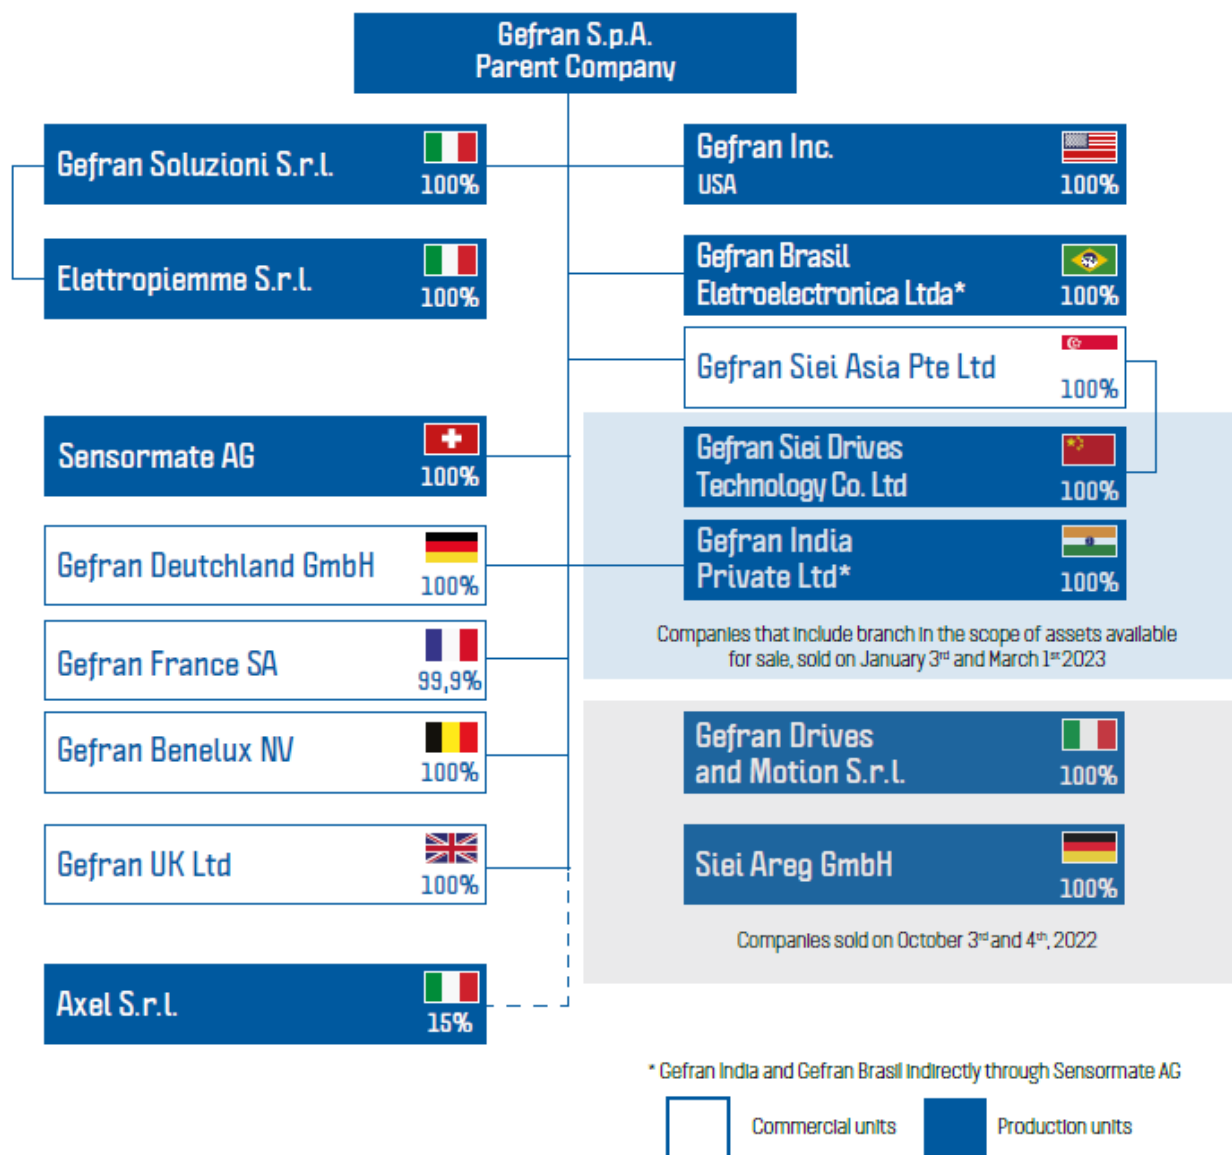 Gefran S.p.A.
Parent Company
Gefran Soluzioni S.r.l.
100%
Elettropiemme S.r.l.
100%
Sensormate AG
100%
Gefran Deutchland GmbH
100%
Gefran France SA
99,9%
Gefran Benelux NV
100%
Gefran UK Ltd
100%
Axel S.r.l.
15%
Gefran Inc.
USA
100%
Gefran Brasil
Eletroelectronica Ltda*
100%
Gefran Siei Asia Pte Ltd
100%
Gefran Siei Drives
Technology Co. Ltd
100%
Gefran India
Private Ltd*
100%
Companies that include branch in the scope of assets available
for sale, sold on January 3rd and March 1st 2023
Gefran Drives
and Motion S.r.l.
100%
Siei Areg GmbH
100%
Companies sold on October 3rd and 4th, 2022
* Gefran India and Gefran Brasil indirectly through Sensormate AG
Commercial units
Production units